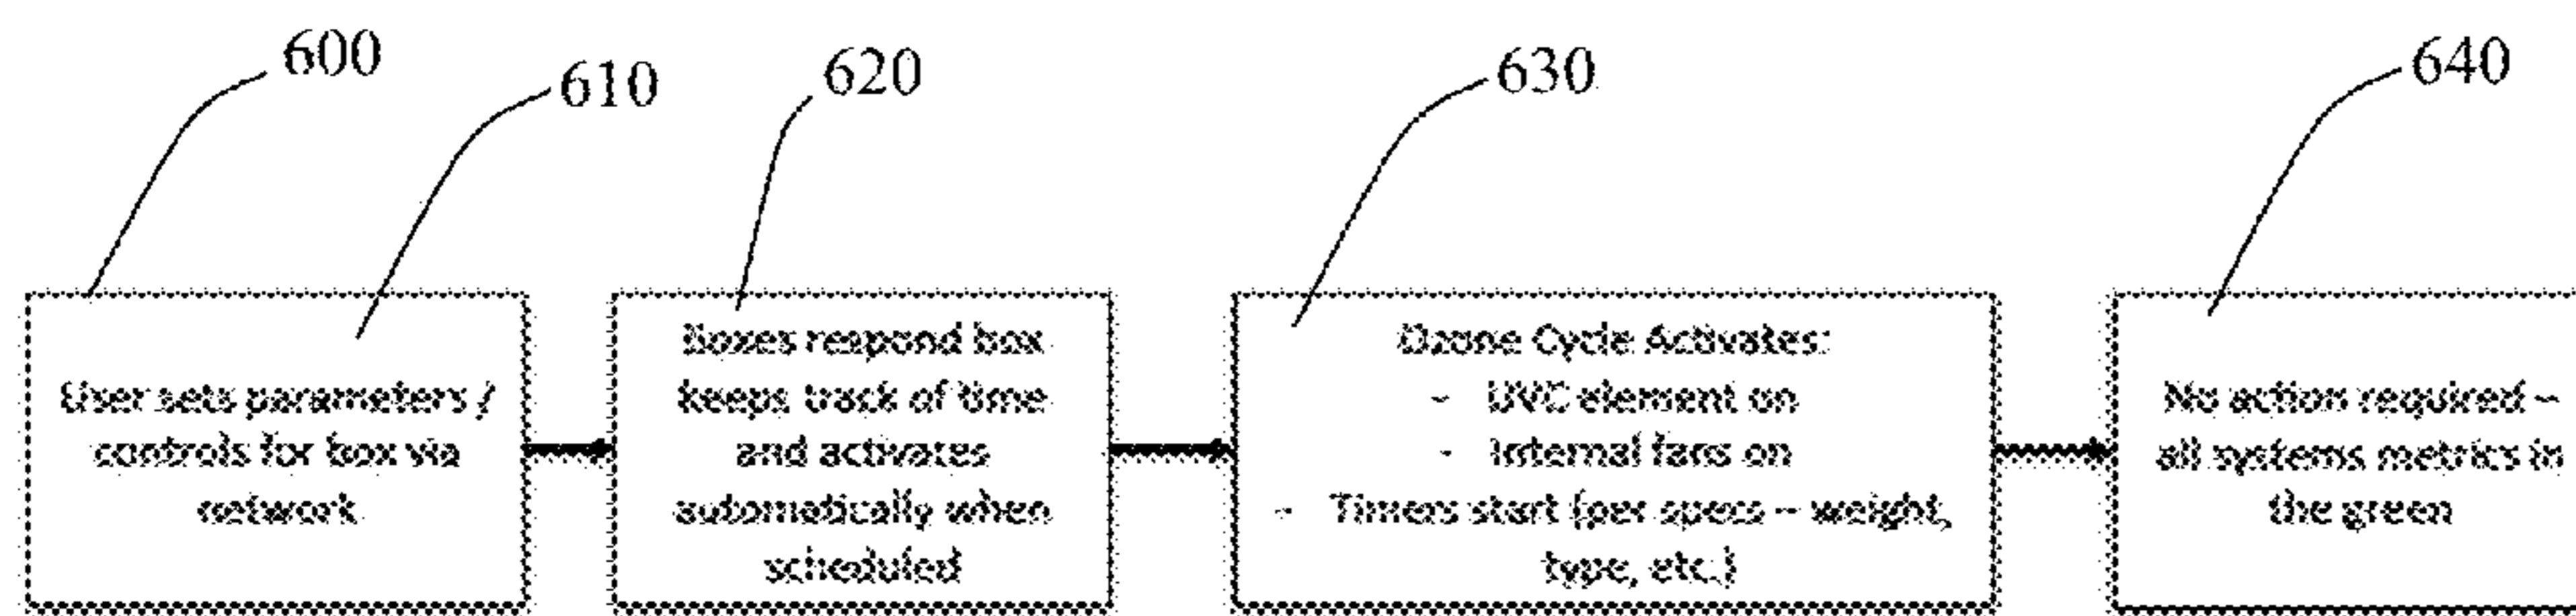 600
610
620
630
640
User sets parameters /
controls for box via
network
Boxes respond box
keeps track of time
and activates
automatically when
scheduled
Ozone Cycle Activates:
- UVC element on
- Internal fans on
- Timers start (per specs – weight,
type, etc.)
No action required –
all systems metrics in
the green